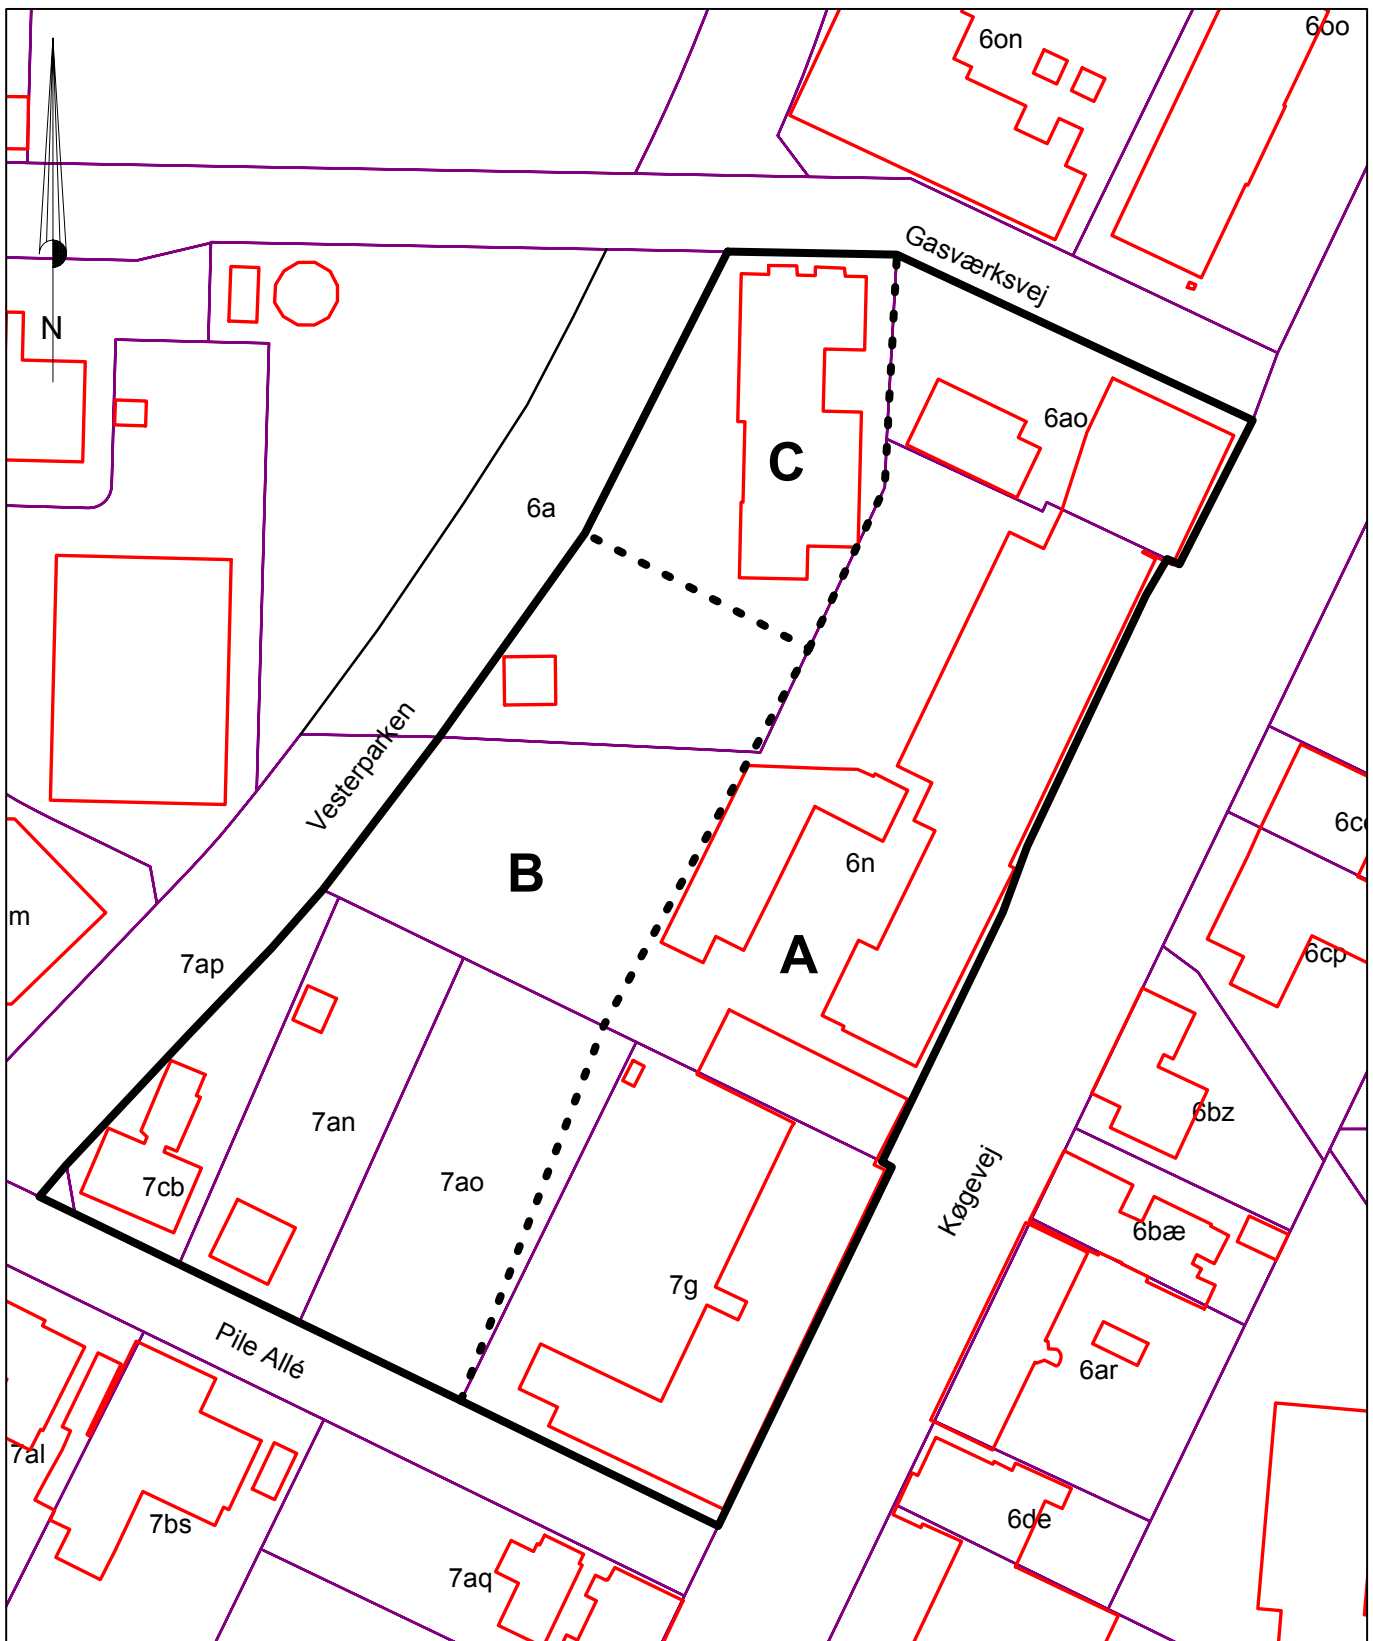 6oo
6on
Gasværksvej
N
6ao
C
6a
Vesterparken
6n
B
m
A
6cp
7ap
6bz
7an
7ao
7cb
Køgevej
6bæ
7g
Pile Allé
6ar
7al
7bs
6de
7aq